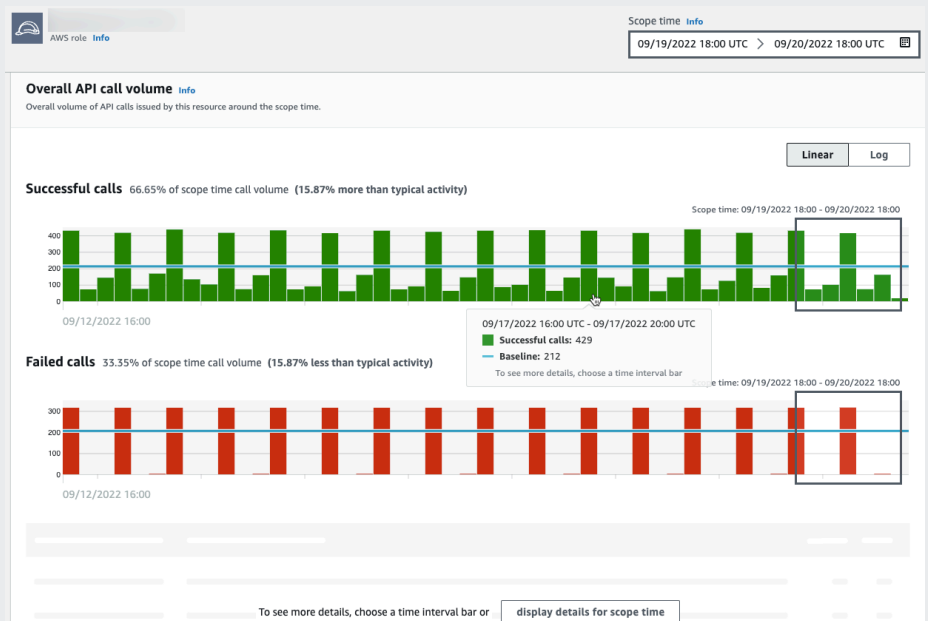 AWS role Info
Scope time Info
09/19/2022 18:00 UTC > 09/20/2022 18:00 UTC
Overall API call volume Info
Overall volume of API calls issued by this resource around the scope time.
Linear Log
Successful calls 66.65% of scope time call volume (15.87% more than typical activity)
Scope time: 09/19/2022 18:00 - 09/20/2022 18:00
400
300
200
100
0
09/12/2022 16:00
09/17/2022 16:00 UTC - 09/17/2022 20:00 UTC
Successful calls: 429
Baseline: 212
To see more details, choose a time interval bar
Failed calls 33.35% of scope time call volume (15.87% less than typical activity)
Scope time: 09/19/2022 18:00 - 09/20/2022 18:00
300
200
100
0
09/12/2022 16:00
To see more details, choose a time interval bar or display details for scope time